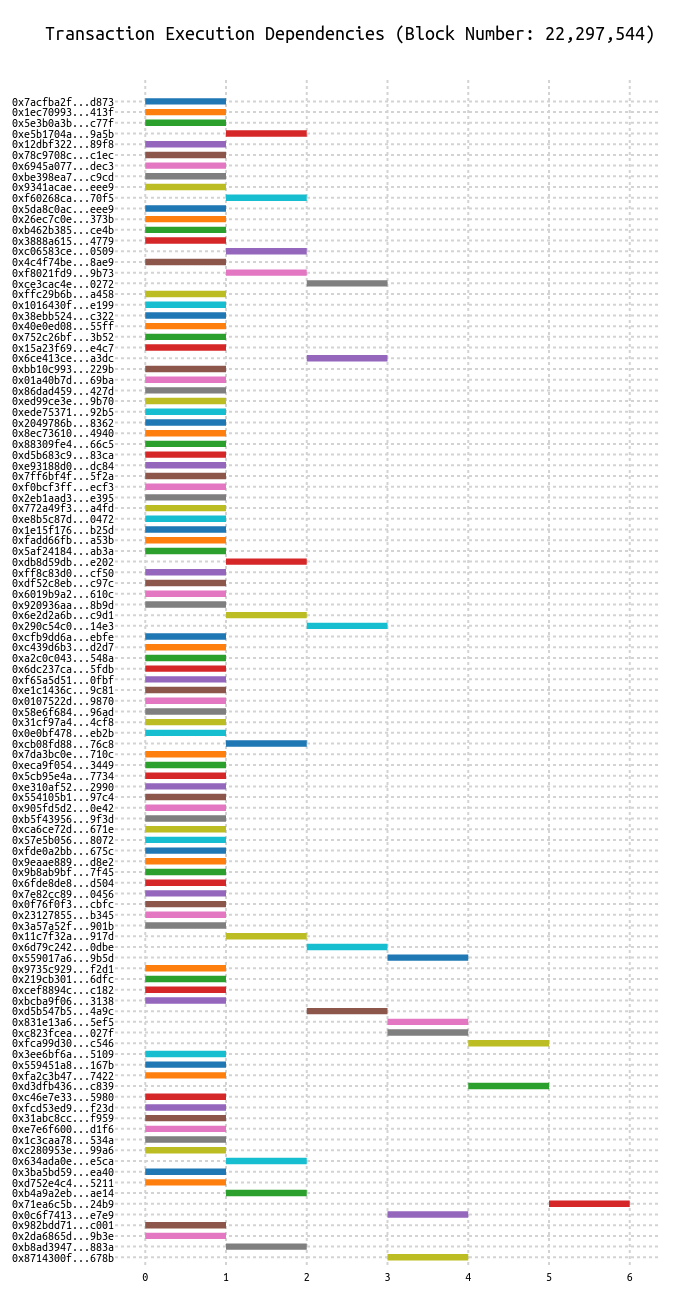 Transaction Execution Dependencies (Block Number: 22,297,544)
0x7acfba2f...d873
0x1ec70993...413f
0x5e3b0a3b...c77f
0xe5b1704a...9a5b
0x12dbf322...89f8
0x78c9708c...c1ec
0x6945a077...dec3
0xbe398ea7...c9cd
0x9341acae...eee9
0xf60268ca...70f5
0x5da8c0ac...eee9
0x26ec7c0e...373b
0xb462b385...ce4b
0x3888a615...4779
0xc06583ce...0509
0x4c4f74be...8ae9
0xf8021fd9...9b73
0xce3cac4e...0272
0xffc29b6b...a458
0x1016430f...e199
0x38ebb524...c322
0x40e0ed08...55ff
0x752c26bf...3b52
0x15a23f69...e4c7
0x6ce413ce...a3dc
0xbb10c993...229b
0x01a40b7d...69ba
0x86dad459...427d
0xed99ce3e...9b70
0xede75371...92b5
0x2049786b...8362
0x8ec73610...4940
0x88309fe4...66c5
0xd5b683c9...83ca
0xe93188d0...dc84
0x7ff6bf4f...5f2a
0xf0bcf3ff...ecf3
0x2eb1aad3...e395
0x772a49f3...a4fd
0xe8b5c87d...0472
0x1e15f176...b25d
0xfadd66fb...a53b
0x5af24184...ab3a
0xdb8d59db...e202
0xff8c83d0...cf50
0xdf52c8eb...c97c
0x6019b9a2...610c
0x920936aa...8b9d
0x6e2d2a6b...c9d1
0x290c54c0...14e3
0xcfb9dd6a...ebfe
0xc439d6b3...d2d7
0xa2c0c043...548a
0x6dc237ca...5fdb
0xf65a5d51...0fbf
0xe1c1436c...9c81
0x0107522d...9870
0x58e6f684...96ad
0x31cf97a4...4cf8
0x0e0bf478...eb2b
0xcb08fd88...76c8
0x7da3bc0e...710c
0xeca9f054...3449
0x5cb95e4a...7734
0xe310af52...2990
0x554105b1...97c4
0x905fd5d2...0e42
0xb5f43956...9f3d
0xca6ce72d...671e
0x57e5b056...8072
0xfde0a2bb...675c
0x9eaae889...d8e2
0x9b8ab9bf...7f45
0x6fde8de8...d504
0x7e82cc89...0456
0x0f76f0f3...cbfc
0x23127855...b345
0x3a57a52f...901b
0x11c7f32a...917d
0x6d79c242...0dbe
0x559017a6...9b5d
0x9735c929...f2d1
0x219cb301...6dfc
0xcef8894c...c182
0xbcba9f06...3138
0xd5b547b5...4a9c
0x831e13a6...5ef5
0xc823fcea...027f
0xfca99d30...c546
0x3ee6bf6a...5109
0x559451a8...167b
0xfa2c3b47...7422
0xd3dfb436...c839
0xc46e7e33...5980
0xfcd53ed9...f23d
0x31abc8cc...f959
0xe7e6f600...d1f6
0x1c3caa78...534a
0xc280953e...99a6
0x634ada0e...e5ca
0x3ba5bd59...ea40
0xd752e4c4...5211
0xb4a9a2eb...ae14
0x71ea6c5b...24b9
0x0c6f7413...e7e9
0x982bdd71...c001
0x2da6865d...9b3e
0xb8ad3947...883a
0x8714300f...678b
0 1 2 3 4 5 6